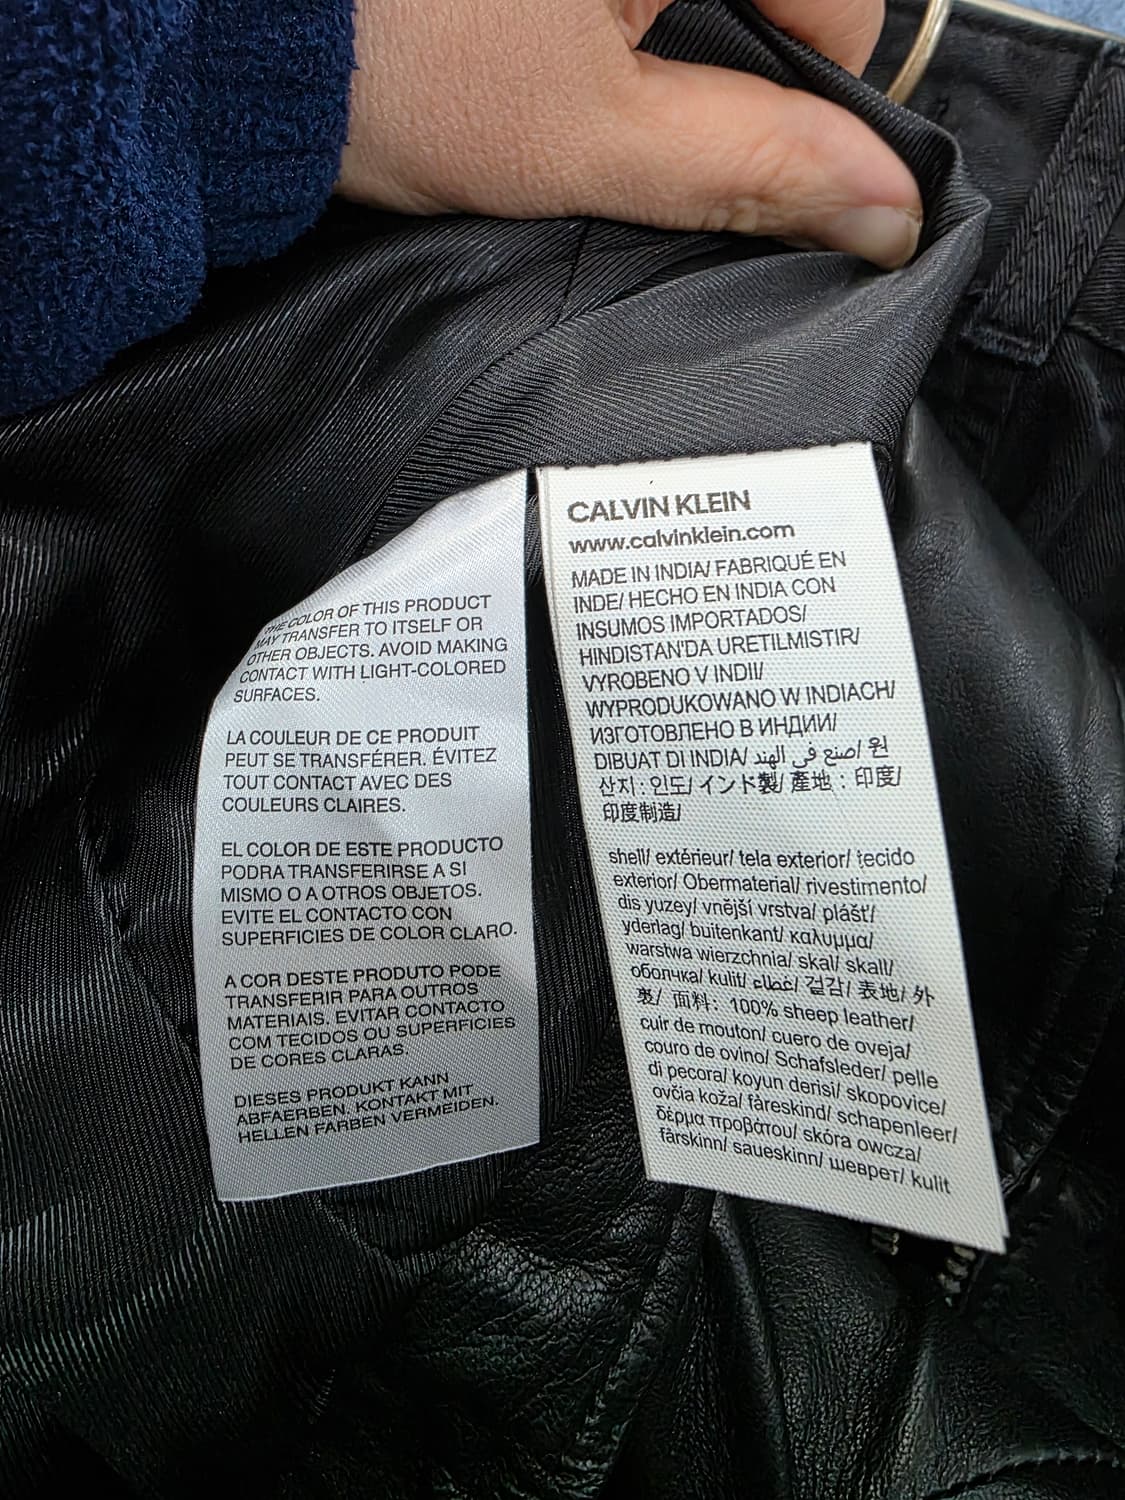 THE COLOR OF THIS PRODUCT
MAY TRANSFER TO ITSELF OR
OTHER OBJECTS. AVOID MAKING
CONTACT WITH LIGHT-COLORED
SURFACES.
LA COULEUR DE CE PRODUIT
PEUT SE TRANSFÉRER. ÉVITEZ
TOUT CONTACT AVEC DES
COULEURS CLAIRES.
EL COLOR DE ESTE PRODUCTO
PODRA TRANSFERIRSE A SI
MISMO O A OTROS OBJETOS.
EVITE EL CONTACTO CON
SUPERFICIES DE COLOR CLARO.
A COR DESTE PRODUTO PODE
TRANSFERIR PARA OUTROS
MATERIAIS. EVITAR CONTACTO
COM TECIDOS OU SUPERFICIES
DE CORES CLARAS.
DIESES PRODUKT KANN
ABFAERBEN. KONTAKT MIT
HELLEN FARBEN VERMEIDEN.
CALVIN KLEIN
www.calvinklein.com
MADE IN INDIA/ FABRIQUÉ EN
INDE/ HECHO EN INDIA CON
INSUMOS IMPORTADOS/
HINDISTAN'DA URETILMISTIR/
VYROBENO V INDII/
WYPRODUKOWANO W INDIACH/
ИЗГОТОВЛЕНО В ИНДИИ/
DIBUAT DI INDIA/ اصنع في الهند/ 원
산지: 인도/ インド製/ 產地：印度/
印度制造/
shell/ extérieur/ tela exterior/ tecido
exterior/ Obermaterial/ rivestimento/
dis yuzey/ vnější vrstva/ plášť/
yderlag/ buitenkant/ καλυμμα/
warstwa wierzchnia/ skal/ skall/
оболчка/ kulit/ غطاء/ 겉감/ 表地/ 外
製/ 面料: 100% sheep leather/
cuir de mouton/ cuero de oveja/
couro de ovino/ Schafsleder/ pelle
di pecora/ koyun derisi/ skopovice/
ovčia koža/ fåreskind/ schapenleer/
δέρμα προβάτου/ skóra owcza/
fårskinn/ saueskinn/ шеврет/ kulit